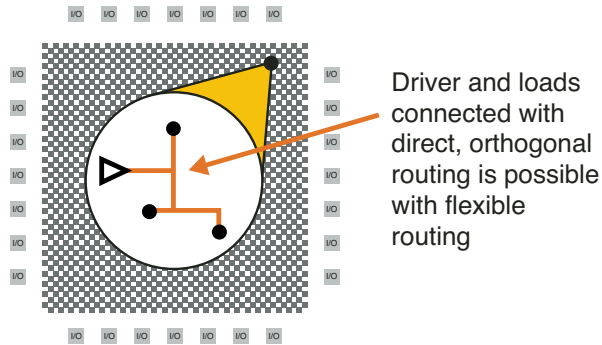 I/O I/O I/O I/O I/O I/O I/O
I/O I/O
I/O I/O
I/O I/O
I/O I/O
I/O I/O
I/O I/O
I/O I/O
Driver and loads
connected with
direct, orthogonal
routing is possible
with flexible
routing
I/O I/O I/O I/O I/O I/O I/O